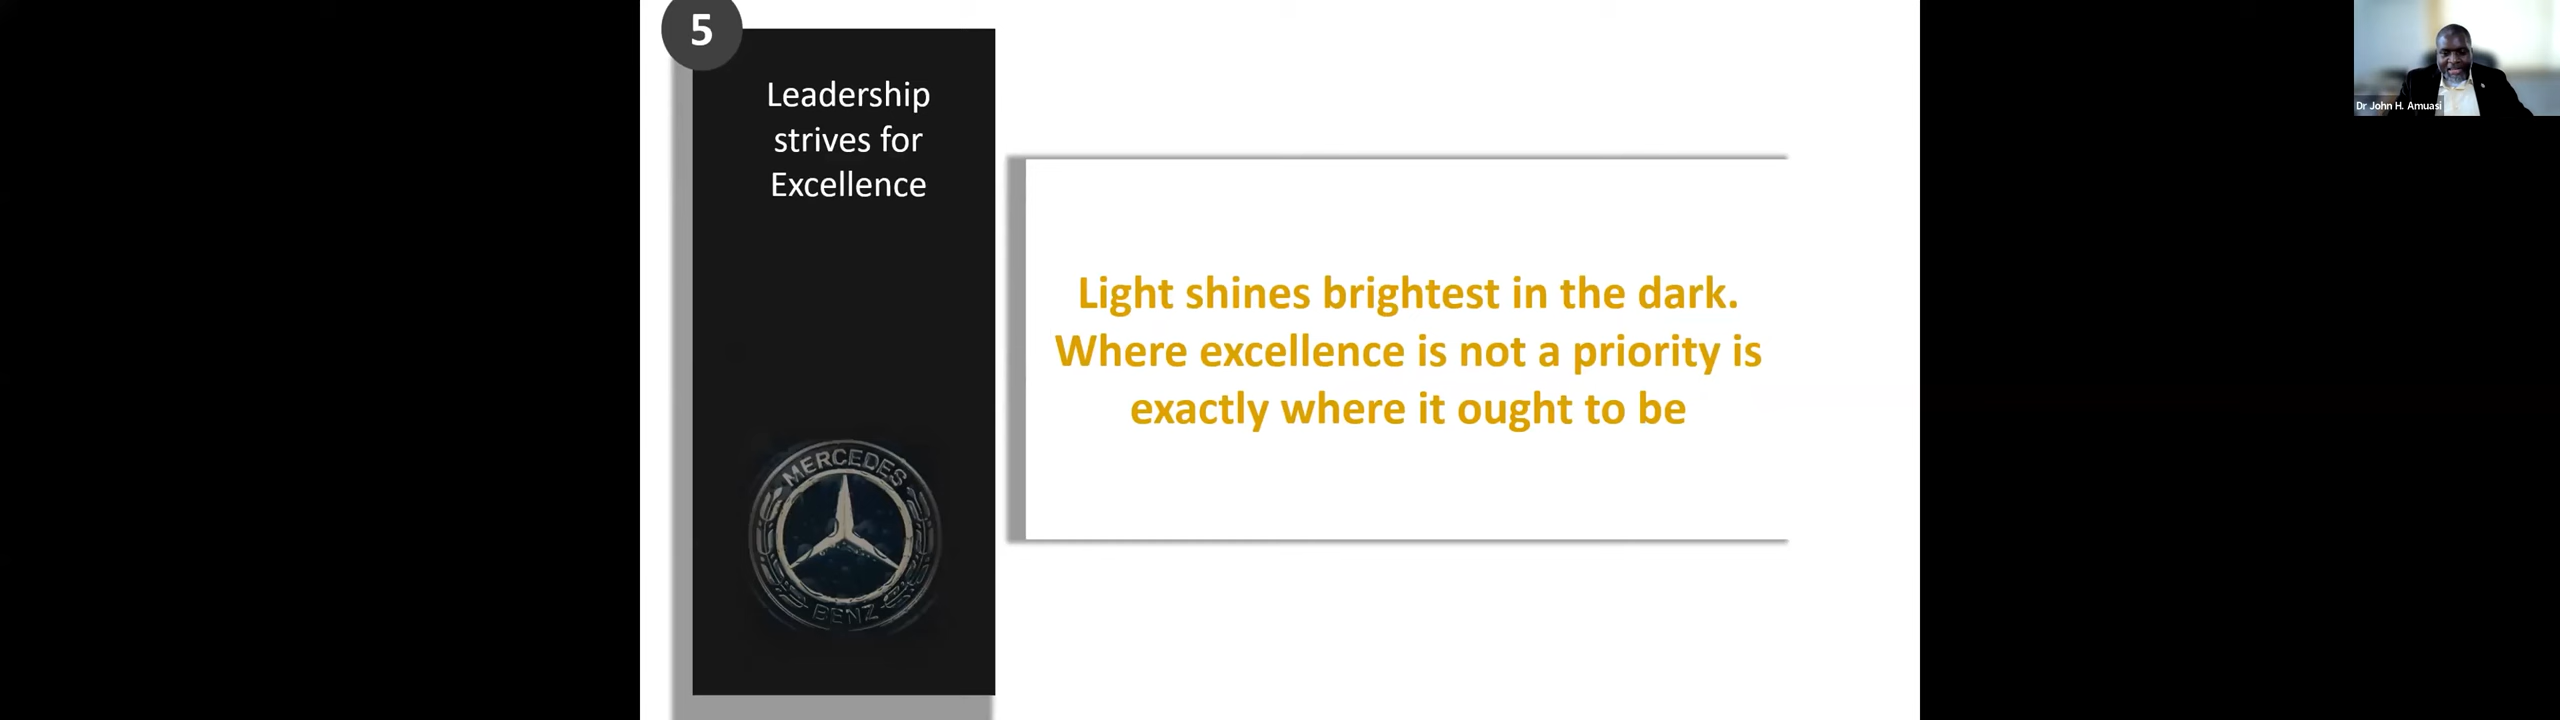 5
Leadership
strives for
Excellence
MERCEDES
BENZ
Light shines brightest in the dark.
Where excellence is not a priority is
exactly where it ought to be
Dr John H. Amuasi